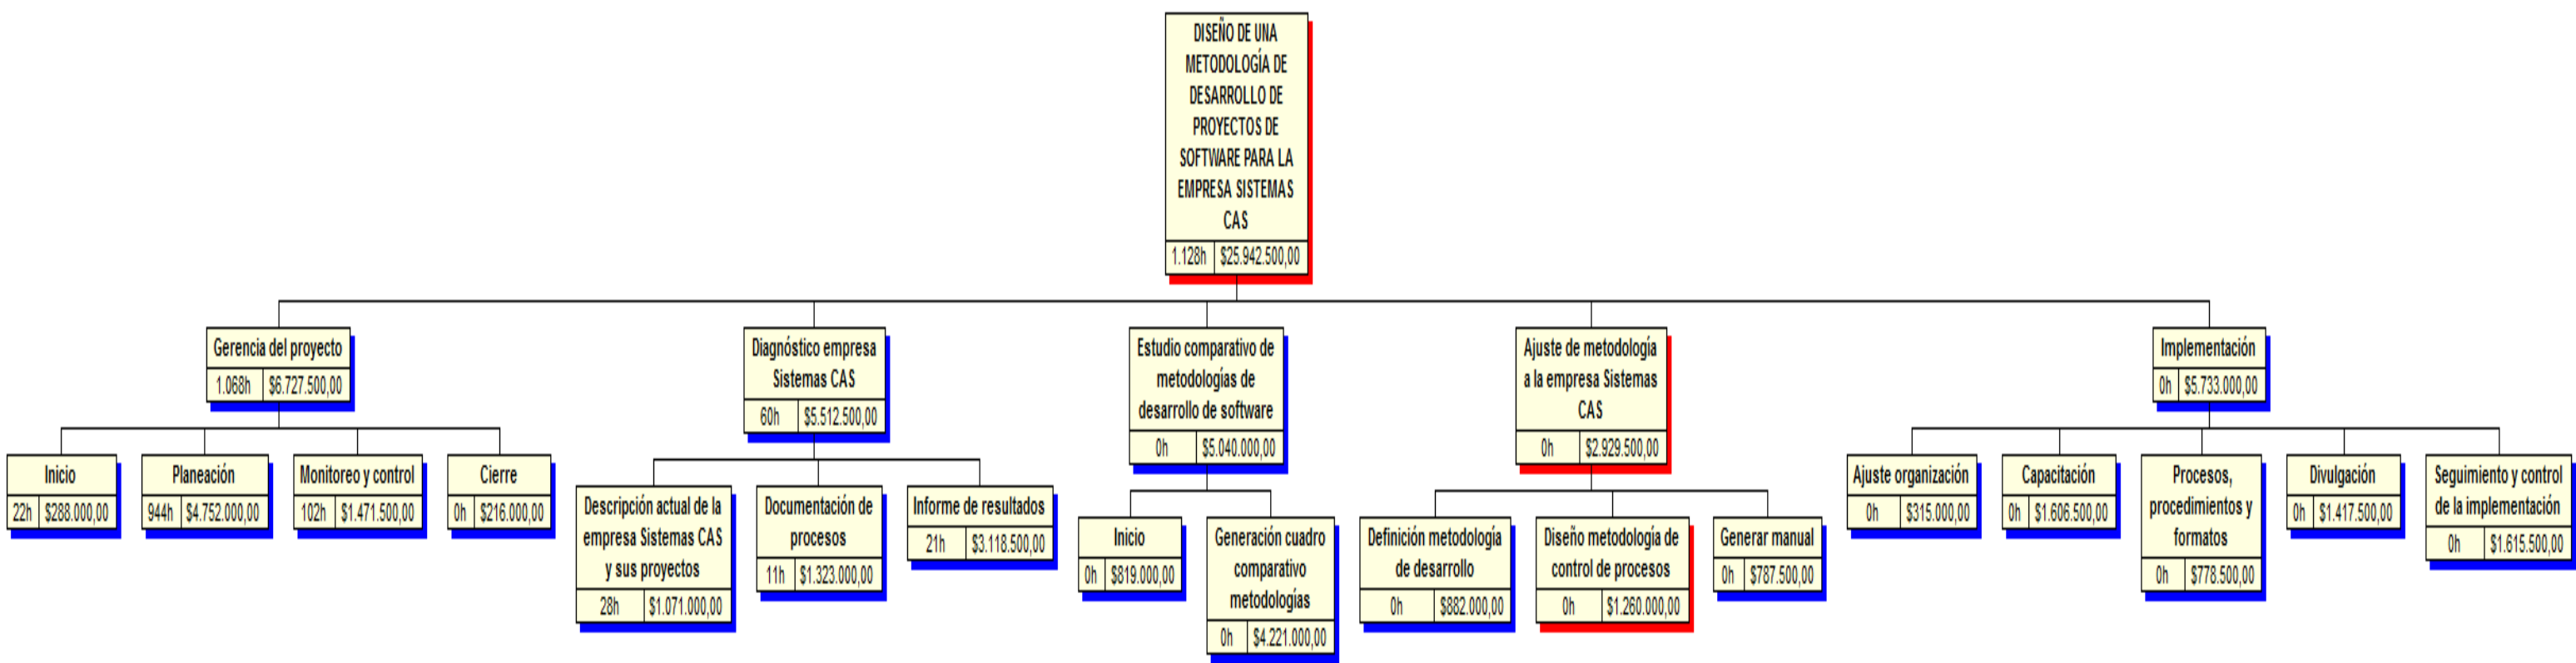 DISEÑO DE UNA
METODOLOGÍA DE
DESARROLLO DE
PROYECTOS DE
SOFTWARE PARA LA
EMPRESA SISTEMAS
CAS
1.128h $25.942.500,00
Gerencia del proyecto
1.068h $6.727.500,00
Inicio
22h $288.000,00
Planeación
944h $4.752.000,00
Monitoreo y control
102h $1.471.500,00
Cierre
0h $216.000,00
Diagnóstico empresa
Sistemas CAS
60h $5.512.500,00
Descripción actual de la
empresa Sistemas CAS
y sus proyectos
28h $1.071.000,00
Documentación de
procesos
11h $1.323.000,00
Informe de resultados
21h $3.118.500,00
Estudio comparativo de
metodologías de
desarrollo de software
0h $5.040.000,00
Inicio
0h $819.000,00
Generación cuadro
comparativo
metodologías
0h $4.221.000,00
Ajuste de metodología
a la empresa Sistemas
CAS
0h $2.929.500,00
Definición metodología
de desarrollo
0h $882.000,00
Diseño metodología de
control de procesos
0h $1.260.000,00
Generar manual
0h $787.500,00
Implementación
0h $5.733.000,00
Ajuste organización
0h $315.000,00
Capacitación
0h $1.606.500,00
Procesos,
procedimientos y
formatos
0h $778.500,00
Divulgación
0h $1.417.500,00
Seguimiento y control
de la implementación
0h $1.615.500,00